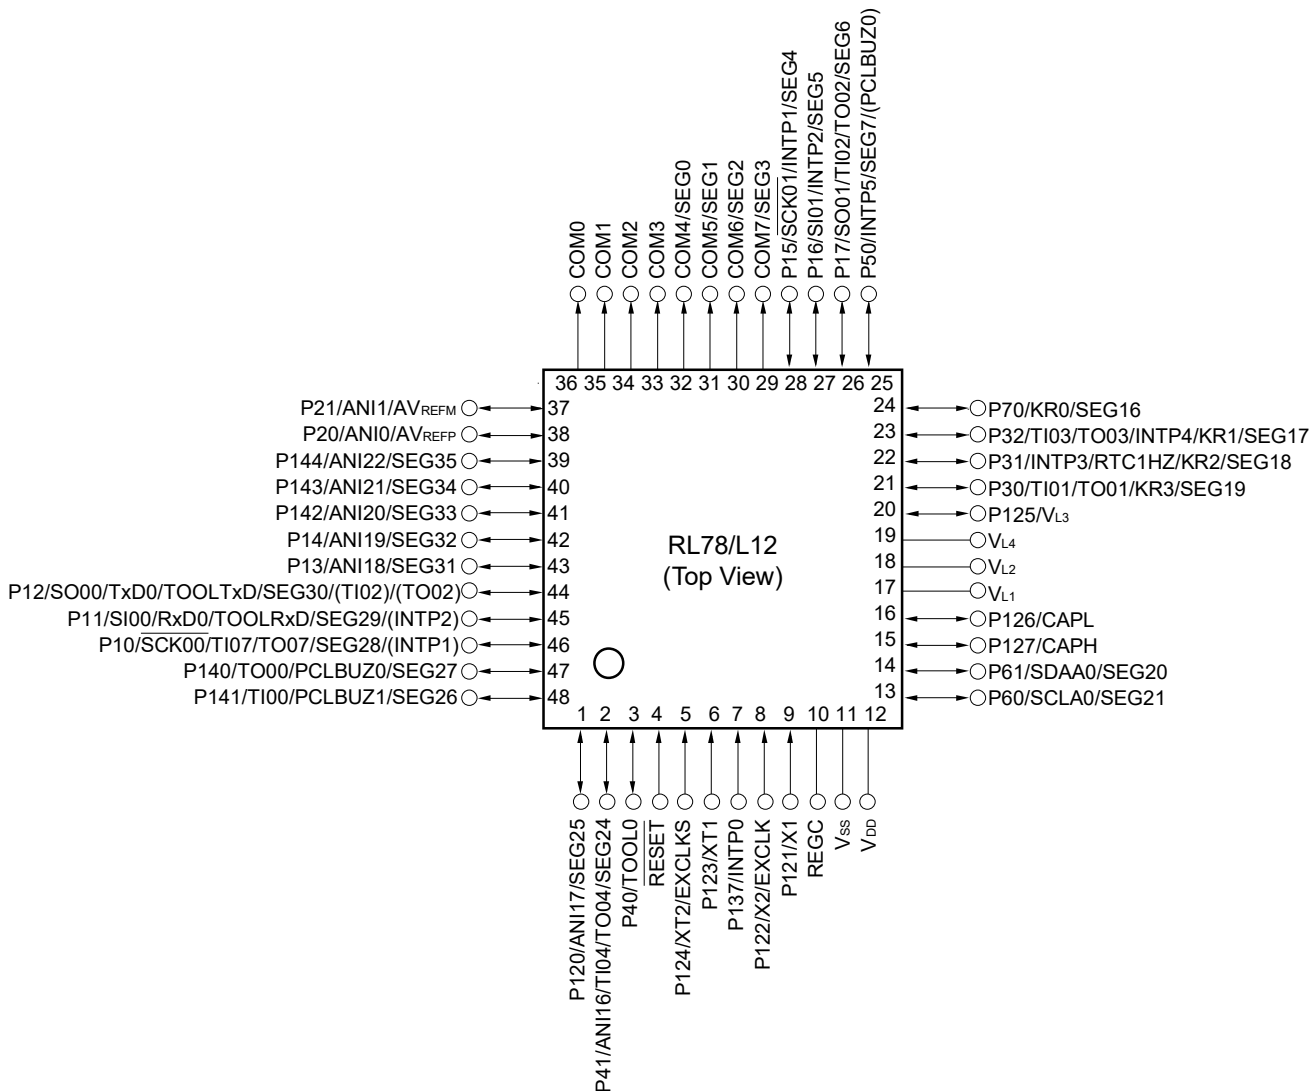 COM0
COM1
COM2
COM3
COM4/SEG0
COM5/SEG1
COM6/SEG2
COM7/SEG3
P15/SCK01/INTP1/SEG4
P16/SI01/INTP2/SEG5
P17/SO01/TI02/TO02/SEG6
P50/INTP5/SEG7/(PCLBUZ0)
36 35 34 33 32 31 30 29 28 27 26 25
P21/ANI1/AVREFM 37
P20/ANI0/AVREFP 38
P144/ANI22/SEG35 39
P143/ANI21/SEG34 40
P142/ANI20/SEG33 41
P14/ANI19/SEG32 42
P13/ANI18/SEG31 43
P12/SO00/TxD0/TOOLTxD/SEG30/(TI02)/(TO02) 44
P11/SI00/RxD0/TOOLRxD/SEG29/(INTP2) 45
P10/SCK00/TI07/TO07/SEG28/(INTP1) 46
P140/TO00/PCLBUZ0/SEG27 47
P141/TI00/PCLBUZ1/SEG26 48
RL78/L12
(Top View)
24 P70/KR0/SEG16
23 P32/TI03/TO03/INTP4/KR1/SEG17
22 P31/INTP3/RTC1HZ/KR2/SEG18
21 P30/TI01/TO01/KR3/SEG19
20 P125/VL3
19 VL4
18 VL2
17 VL1
16 P126/CAPL
15 P127/CAPH
14 P61/SDAA0/SEG20
13 P60/SCLA0/SEG21
1 2 3 4 5 6 7 8 9 10 11 12
P120/ANI17/SEG25
P41/ANI16/TI04/TO04/SEG24
P40/TOOL0
RESET
P124/XT2/EXCLKS
P123/XT1
P137/INTP0
P122/X2/EXCLK
P121/X1
REGC
VSS
VDD